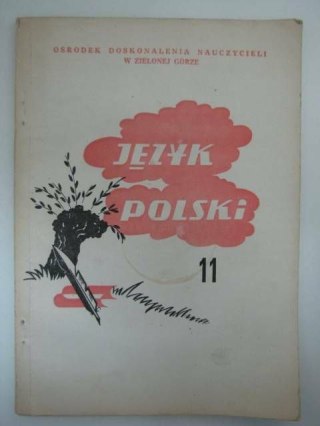 OŚRODEK DOSKONALENIA NAUCZYCIELI
W ZIELONEJ GÓRZE
JĘZYK
POLSKI
11